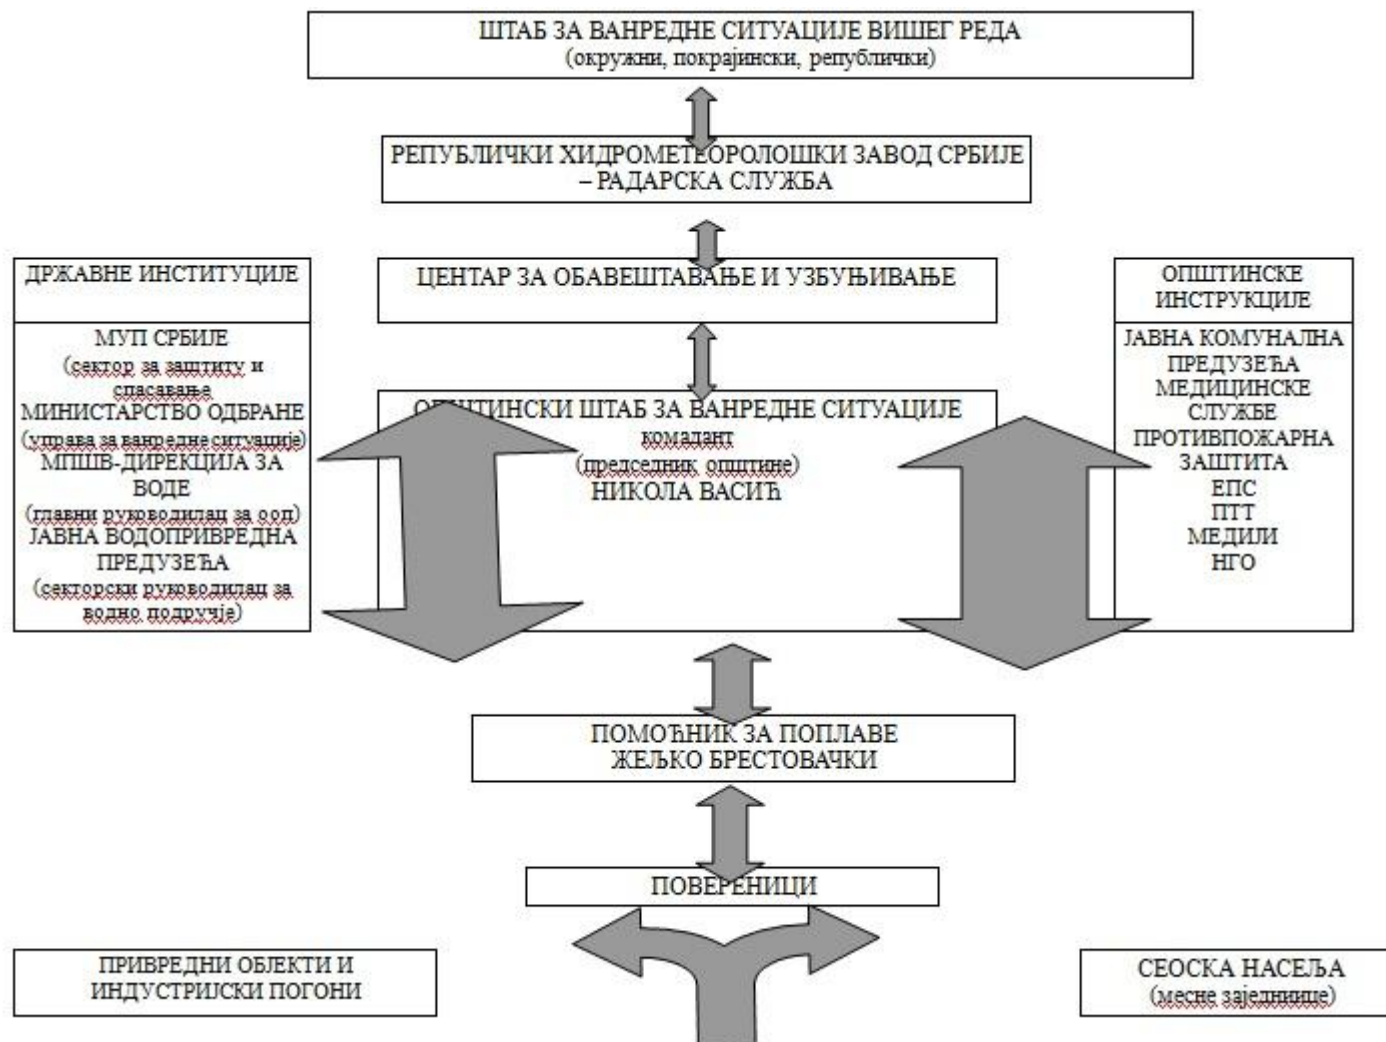 ШТАБ ЗА ВАНРЕДНЕ СИТУАЦИЈЕ ВИШЕГ РЕДА
(окружни, покрајински, републички)
РЕПУБЛИЧКИ ХИДРОМЕТЕОРОЛОШКИ ЗАВОД СРБИЈЕ
– РАДАРСКА СЛУЖБА
ЦЕНТАР ЗА ОБАВЕШТАВАЊЕ И УЗБУЊИВАЊЕ
ДРЖАВНЕ ИНСТИТУЦИЈЕ
МУП СРБИЈЕ
(сектор за заштиту и
спасавање
МИНИСТАРСТВО ОДБРАНЕ
(управа за ванредне ситуације)
МПШВ-ДИРЕКЦИЈА ЗА
ВОДЕ
(главни руководилац за ооп)
ЈАВНА ВОДОПРИВРЕДНА
ПРЕДУЗЕЋА
(секторски руководилац за
водно подручје)
ОПШТИНСКИ ШТАБ ЗА ВАНРЕДНЕ СИТУАЦИЈЕ
комадант
(председник општине)
НИКОЛА ВАСИЋ
ОПШТИНСКЕ
ИНСТРУКЦИЈЕ
ЈАВНА КОМУНАЛНА
ПРЕДУЗЕЋА
МЕДИЦИНСКЕ
СЛУЖБЕ
ПРОТИВПОЖАРНА
ЗАШТИТА
ЕПС
ПТТ
МЕДИЈИ
НГО
ПОМОЋНИК ЗА ПОПЛАВЕ
ЖЕЉКО БРЕСТОВАЧКИ
ПОВЕРЕНИЦИ
ПРИВРЕДНИ ОБЈЕКТИ И
ИНДУСТРИЈСКИ ПОГОНИ
СЕОСКА НАСЕЉА
(месне заједниице)